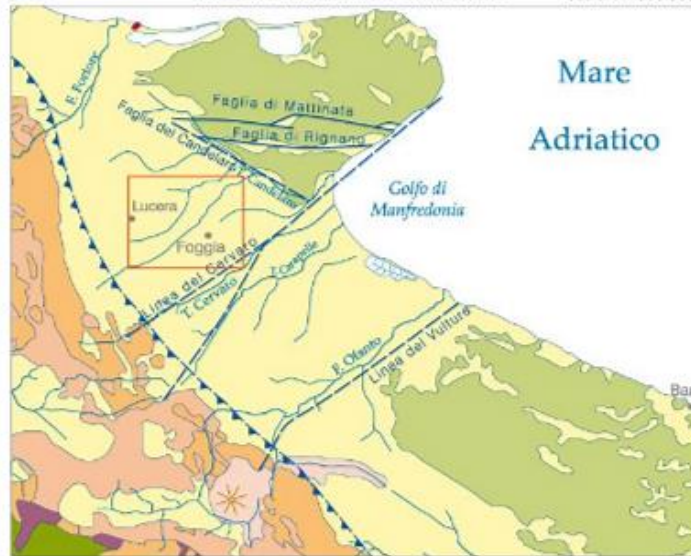 Mare
Adriatico
F. Fortore
Faglia di Mattinata
Faglia di Rignano
Faglia del Candelaro
T. Candelaro
Golfo di
Manfredonia
Lucera
Foggia
Linea del Cervaro
T. Cervaro
T. Carapelle
F. Ofanto
Linea del Vulture
Ba